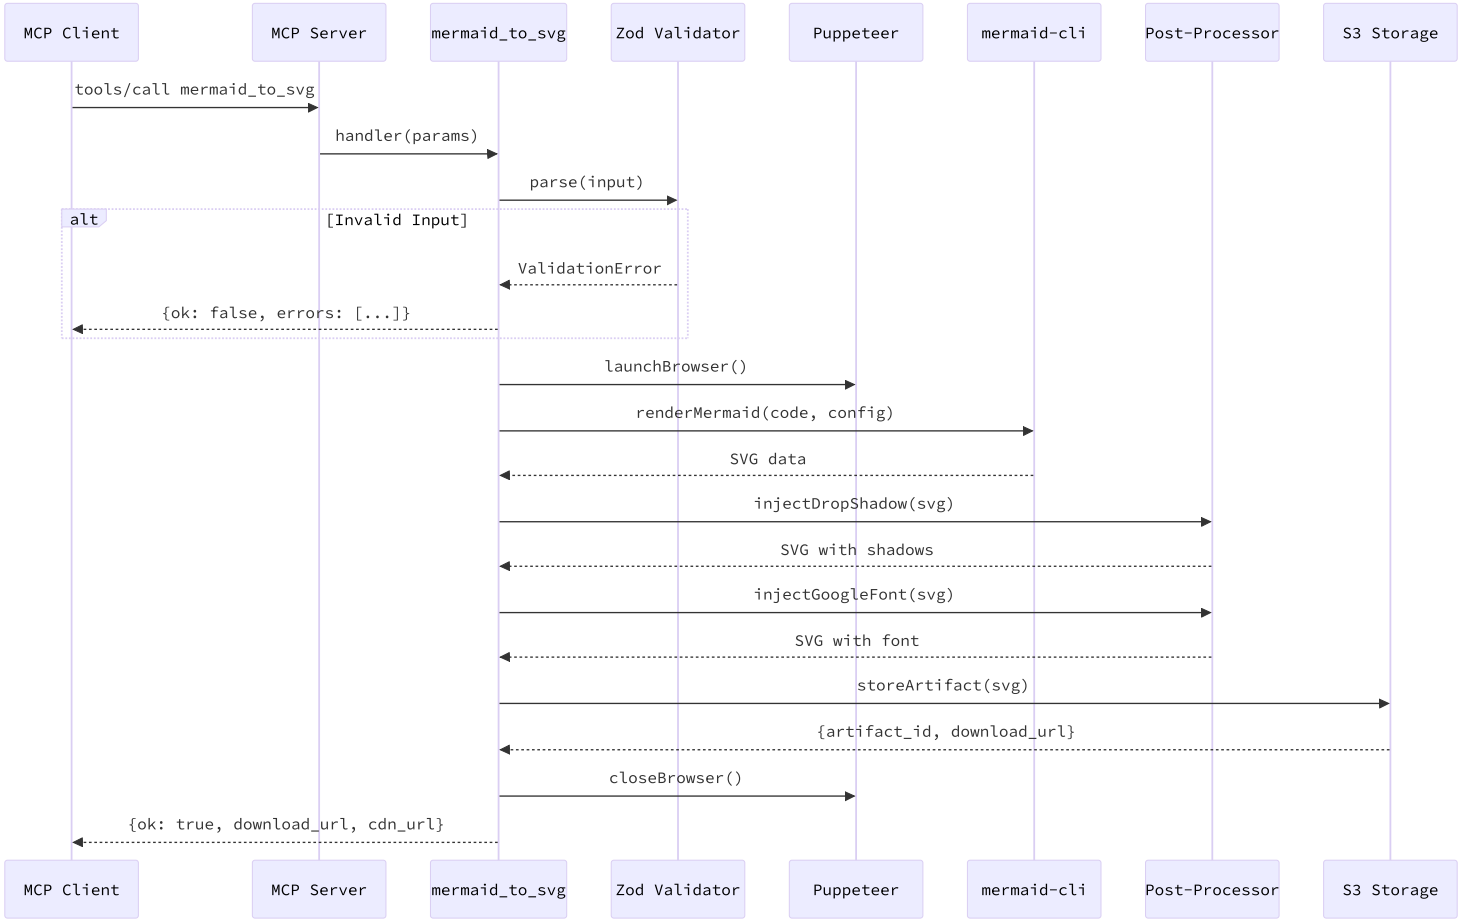 MCP Client
MCP Server
mermaid_to_svg
Zod Validator
Puppeteer
mermaid-cli
Post-Processor
S3 Storage
tools/call mermaid_to_svg
handler(params)
parse(input)
alt
[Invalid Input]
ValidationError
{ok: false, errors: [...]}
launchBrowser()
renderMermaid(code, config)
SVG data
injectDropShadow(svg)
SVG with shadows
injectGoogleFont(svg)
SVG with font
storeArtifact(svg)
{artifact_id, download_url}
closeBrowser()
{ok: true, download_url, cdn_url}
MCP Client
MCP Server
mermaid_to_svg
Zod Validator
Puppeteer
mermaid-cli
Post-Processor
S3 Storage